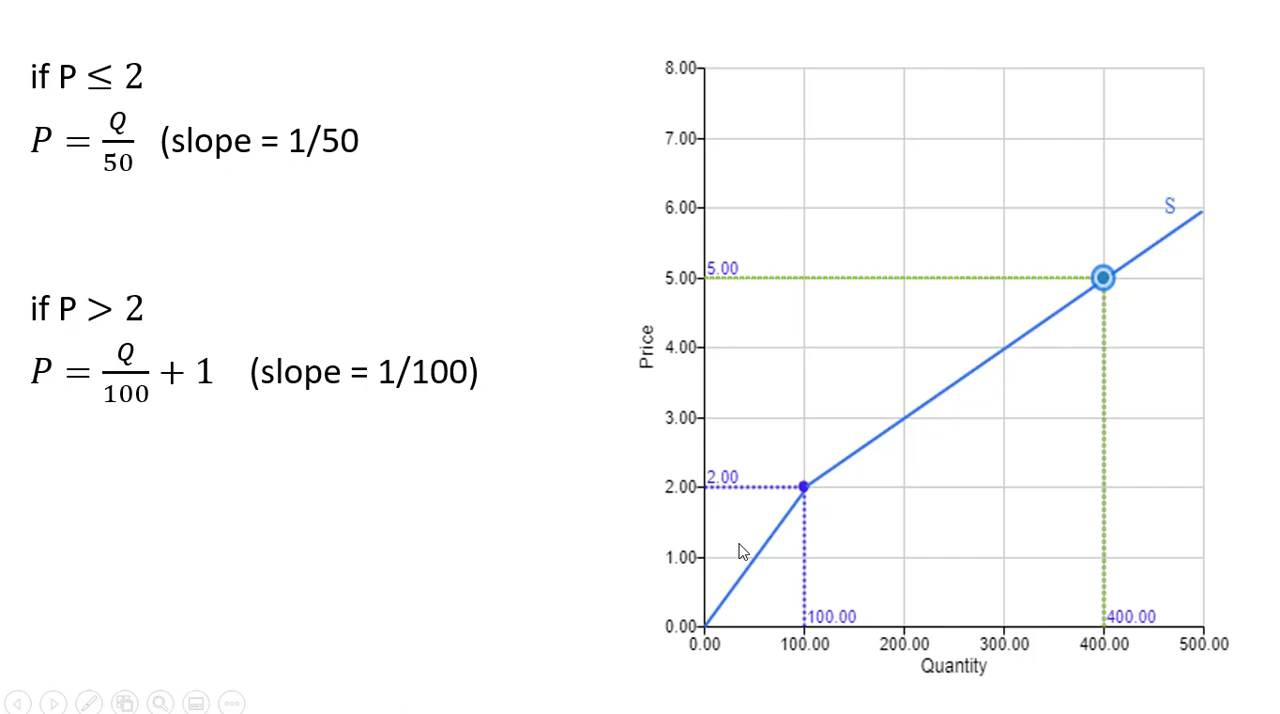 if P ≤ 2
P = Q/50 (slope = 1/50
if P > 2
P = Q/100 + 1 (slope = 1/100)
8.00
7.00
6.00
S
5.00
5.00
4.00
Price
3.00
2.00
2.00
1.00
0.00
100.00
400.00
0.00 100.00 200.00 300.00 400.00 500.00
Quantity